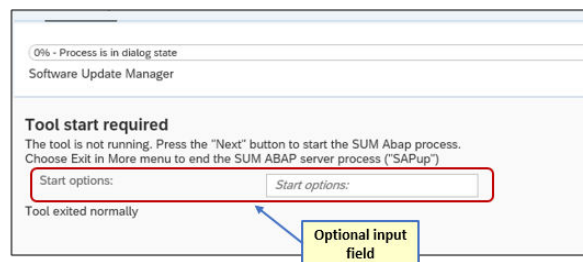 0% - Process is in dialog state
Software Update Manager
Tool start required
The tool is not running. Press the "Next" button to start the SUM Abap process.
Choose Exit in More menu to end the SUM ABAP server process ("SAPup")
Start options: Start options:
Tool exited normally
Optional input
field